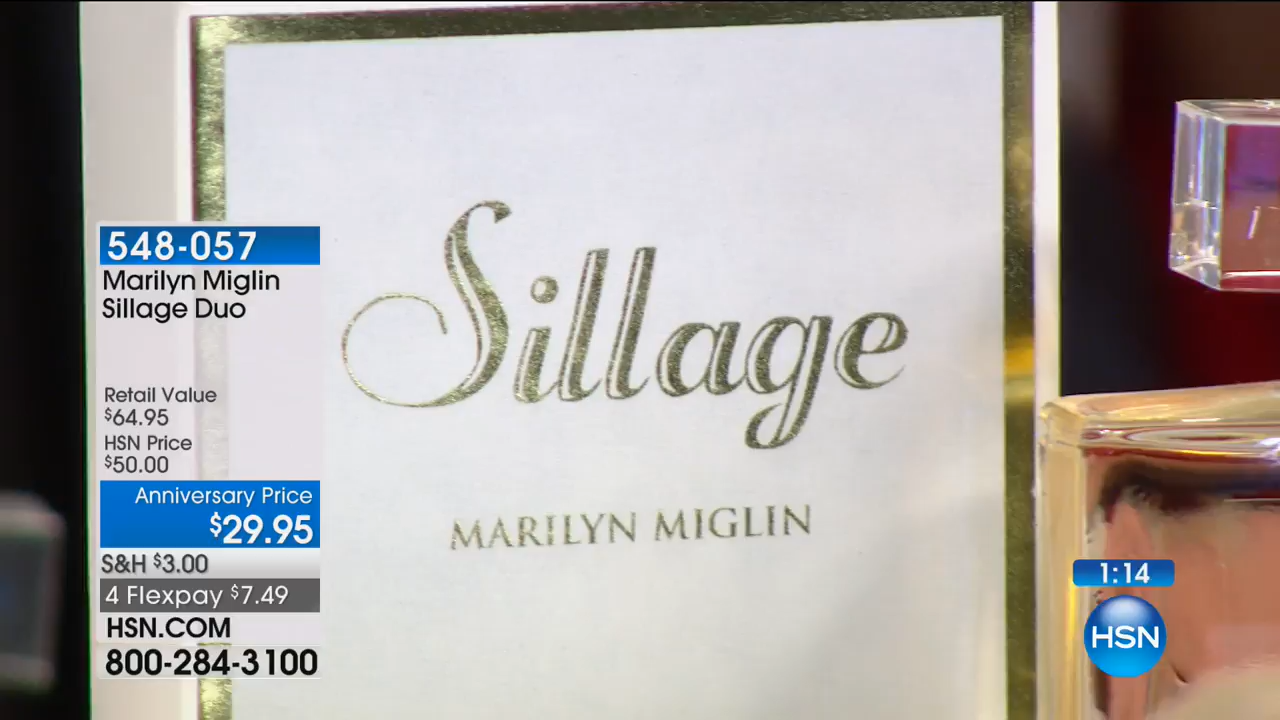 548-057
Marilyn Miglin
Sillage Duo
Retail Value
$64.95
HSN Price
$50.00
Anniversary Price
$29.95
S&H $3.00
4 Flexpay $7.49
HSN.COM
800-284-3100
Sillage
MARILYN MIGLIN
1:14
HSN